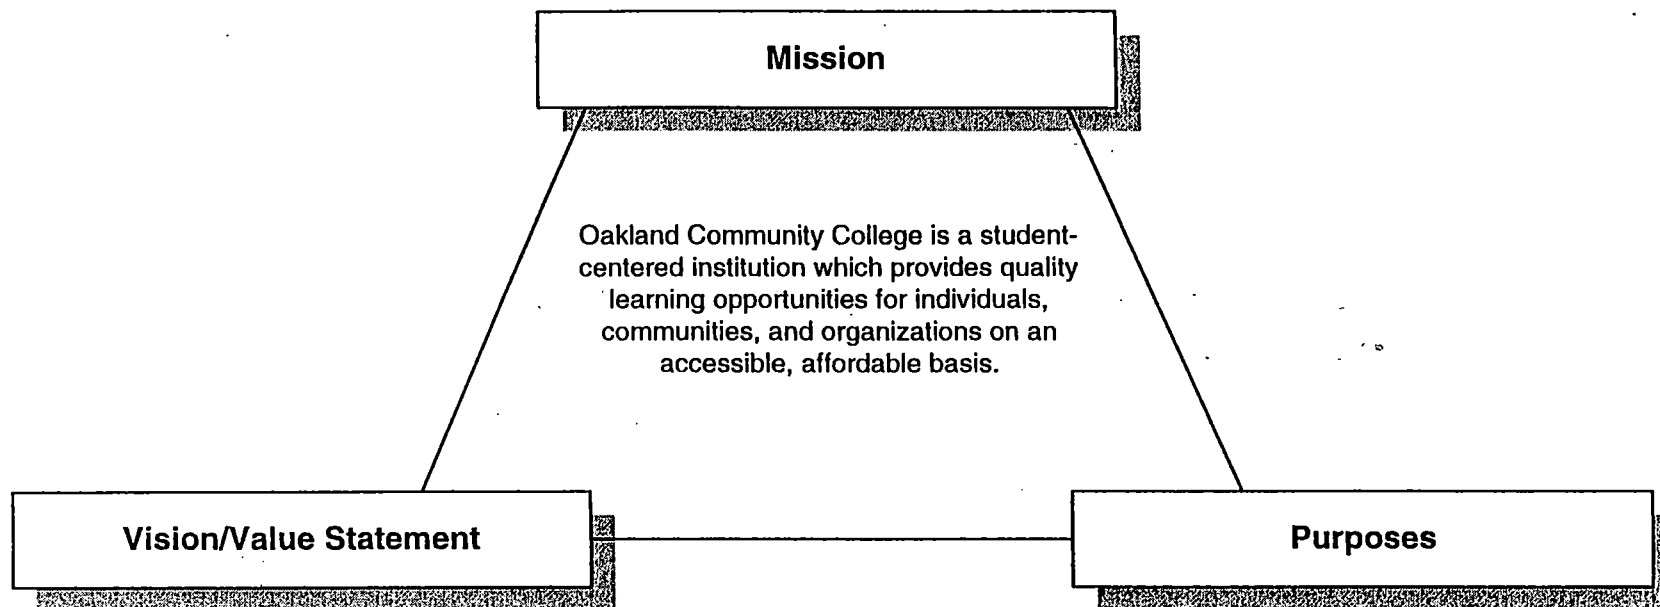 Mission
Oakland Community College is a student-
centered institution which provides quality
learning opportunities for individuals,
communities, and organizations on an
accessible, affordable basis.
Vision/Value Statement
Purposes